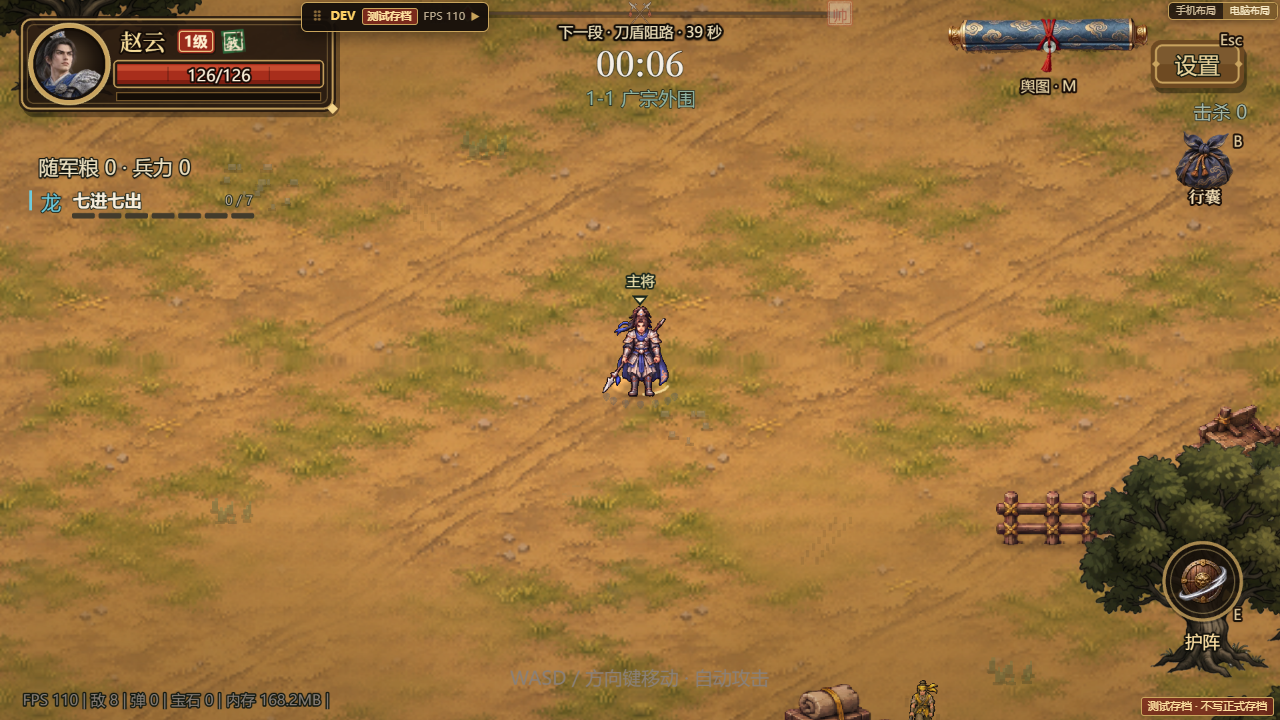 DEV 测试存档 FPS 110 ▶
手机布局 电脑布局
赵云 1级
126/126
下一段 · 刀盾阻路 · 39 秒
帅
00:06
1-1 广宗外围
舆图 · M
Esc
设置
击杀 0
B
行囊
随军粮 0 · 兵力 0
龙 七进七出 0 / 7
主将
E
护阵
WASD / 方向键移动 · 自动攻击
FPS 110 | 敌 8 | 弹 0 | 宝石 0 | 内存 168.2MB |
测试存档 · 不写正式存档